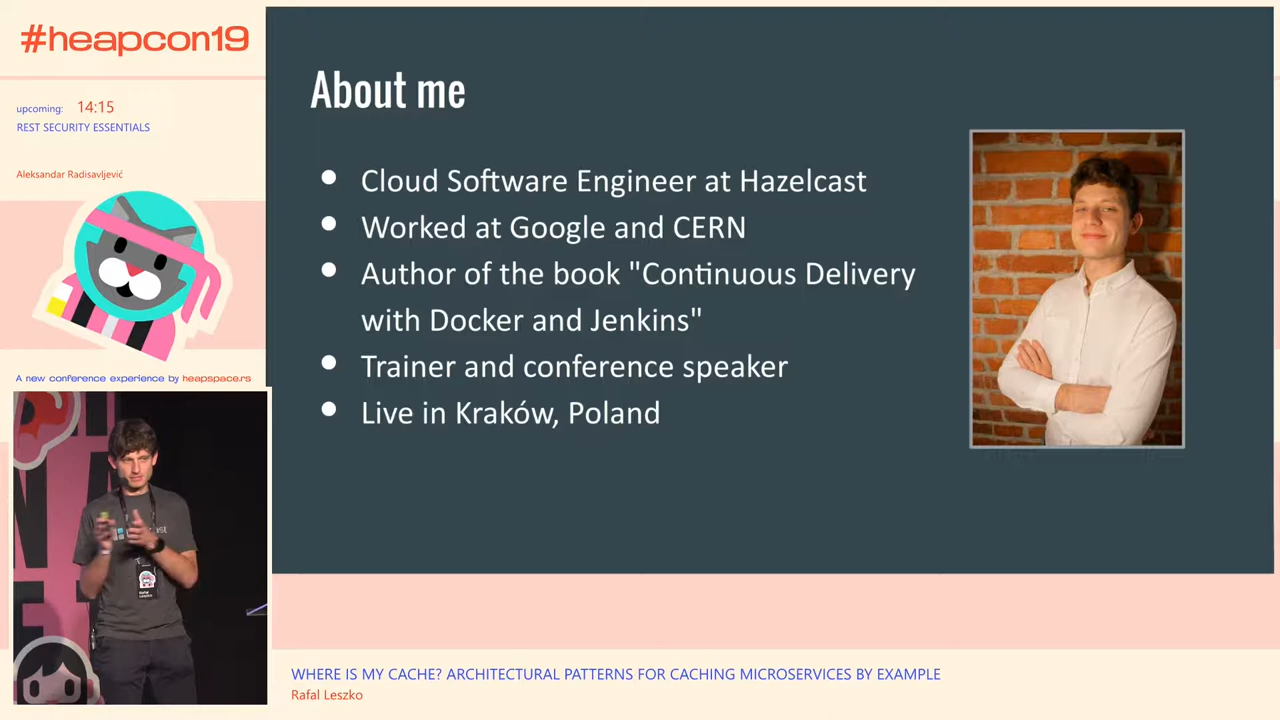 #heapcon19
upcoming: 14:15
REST SECURITY ESSENTIALS
Aleksandar Radisavljević
A new conference experience by heapspace.rs
About me
Cloud Software Engineer at Hazelcast
Worked at Google and CERN
Author of the book "Continuous Delivery
with Docker and Jenkins"
Trainer and conference speaker
Live in Kraków, Poland
WHERE IS MY CACHE? ARCHITECTURAL PATTERNS FOR CACHING MICROSERVICES BY EXAMPLE
Rafal Leszko